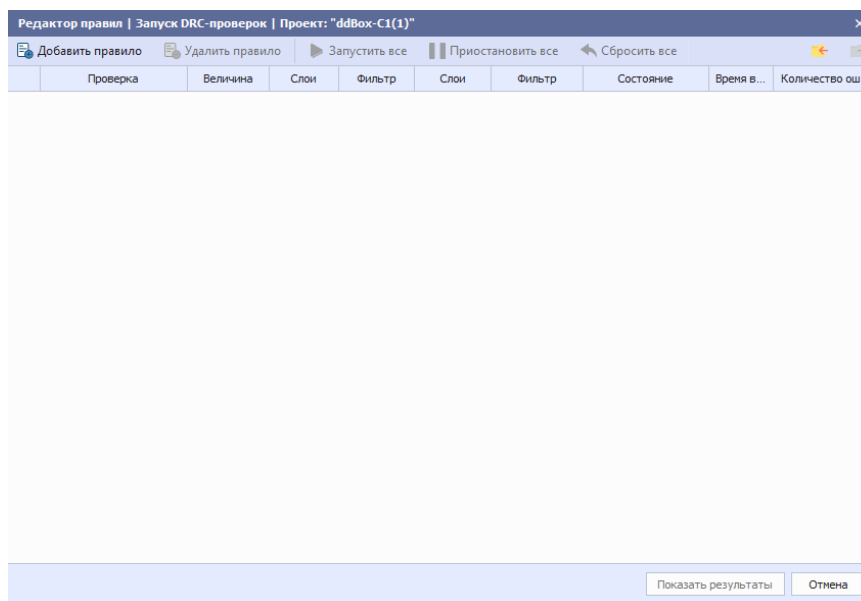 Редактор правил | Запуск DRC-проверок | Проект: "ddBox-C1(1)"
Добавить правило Удалить правило Запустить все Приостановить все Сбросить все
Проверка Величина Слои Фильтр Слои Фильтр Состояние Время в... Количество ош
Показать результаты Отмена